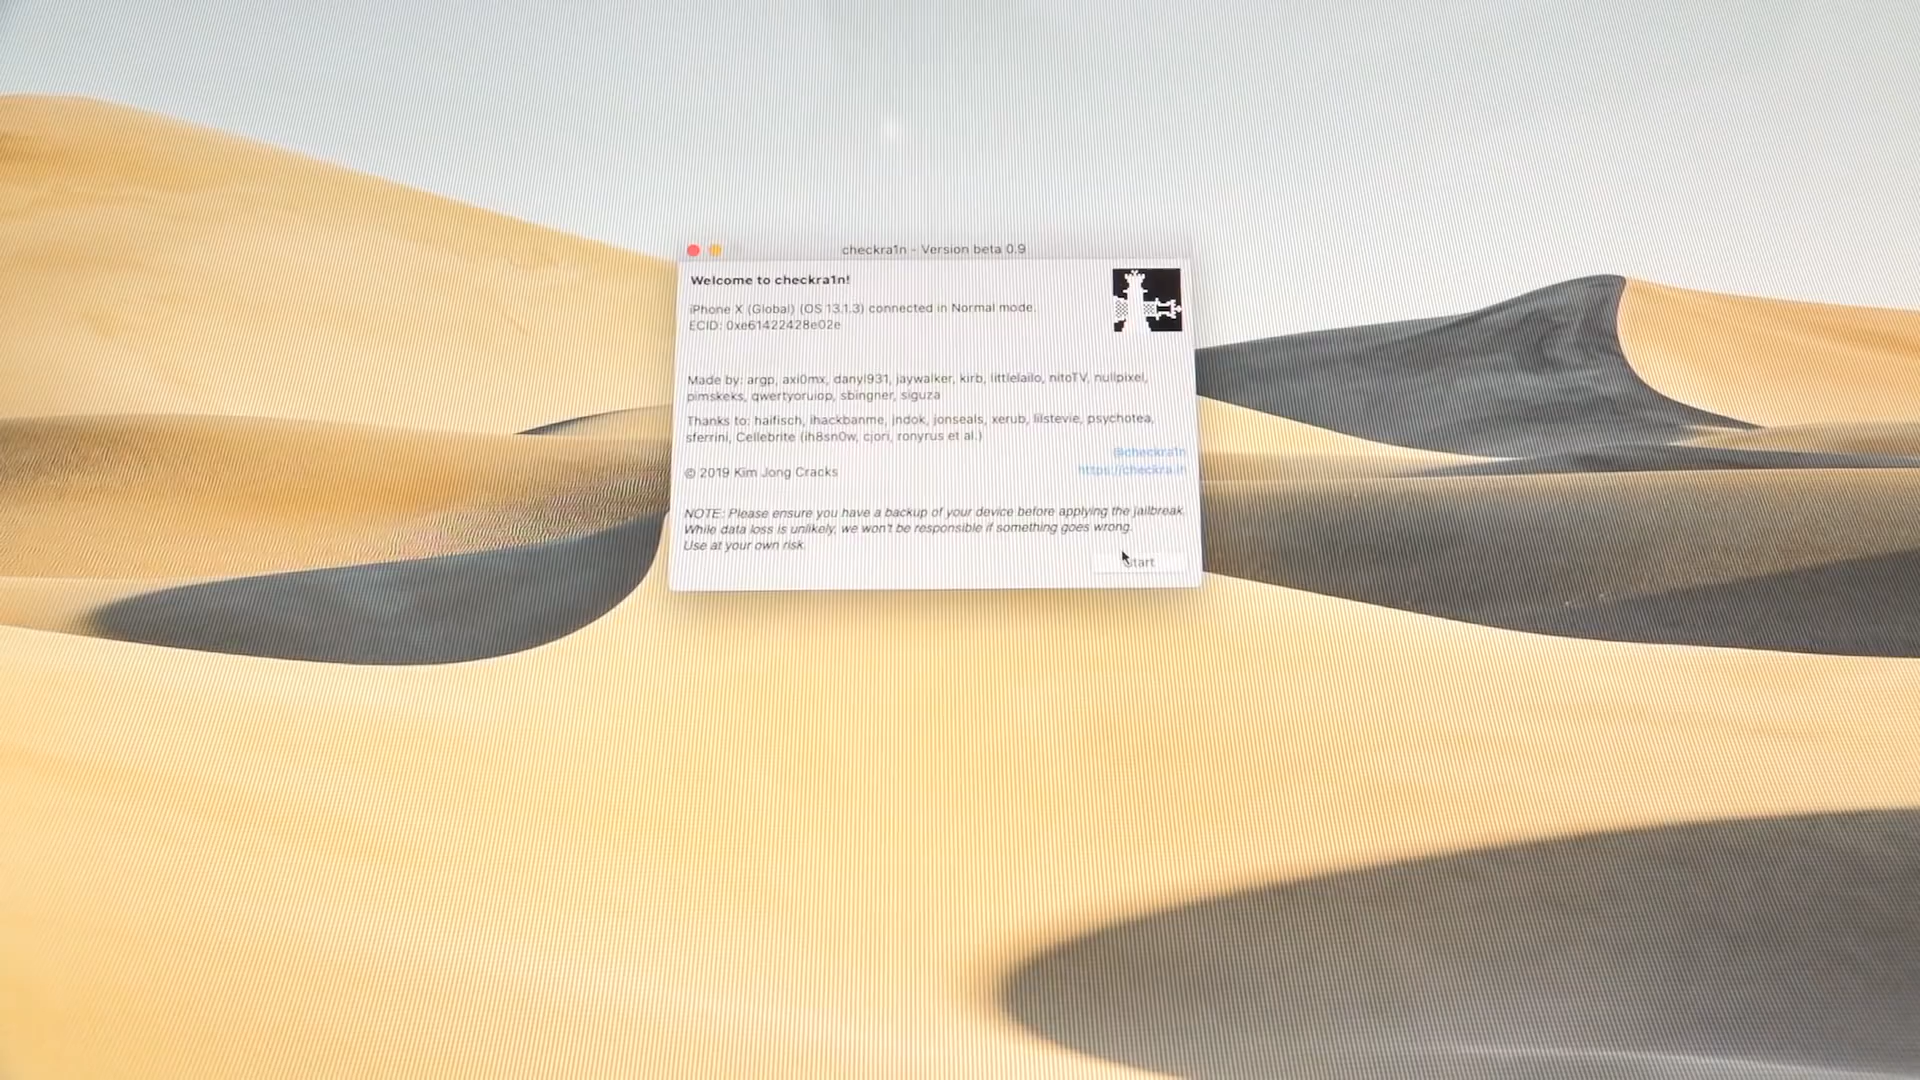 checkra1n - Version beta 0.9
Welcome to checkra1n!
iPhone X (Global) (OS 13.1.3) connected in Normal mode.
ECID: 0xe61422428e02e
Made by: argp, axi0mx, danyl931, jaywalker, kirb, littlelailo, nitoTV, nullpixel,
pimskeks, qwertyoruiop, sbingner, siguza
Thanks to: haifisch, ihackbanme, jndok, jonseals, xerub, lilstevie, psychotea,
sferrini, Cellebrite (ih8sn0w, cjori, ronyrus et al.)
@checkra1n
© 2019 Kim Jong Cracks
https://checkra.in
NOTE: Please ensure you have a backup of your device before applying the jailbreak.
While data loss is unlikely, we won't be responsible if something goes wrong.
Use at your own risk.
Start